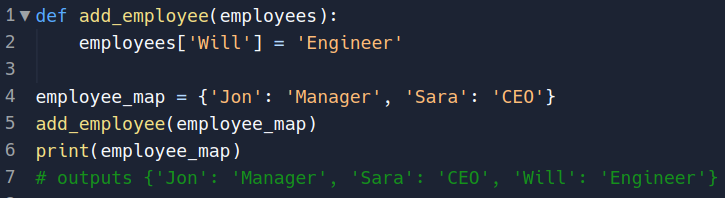 1 def add_employee(employees):
2     employees['Will'] = 'Engineer'
3
4 employee_map = {'Jon': 'Manager', 'Sara': 'CEO'}
5 add_employee(employee_map)
6 print(employee_map)
7 # outputs {'Jon': 'Manager', 'Sara': 'CEO', 'Will': 'Engineer'}